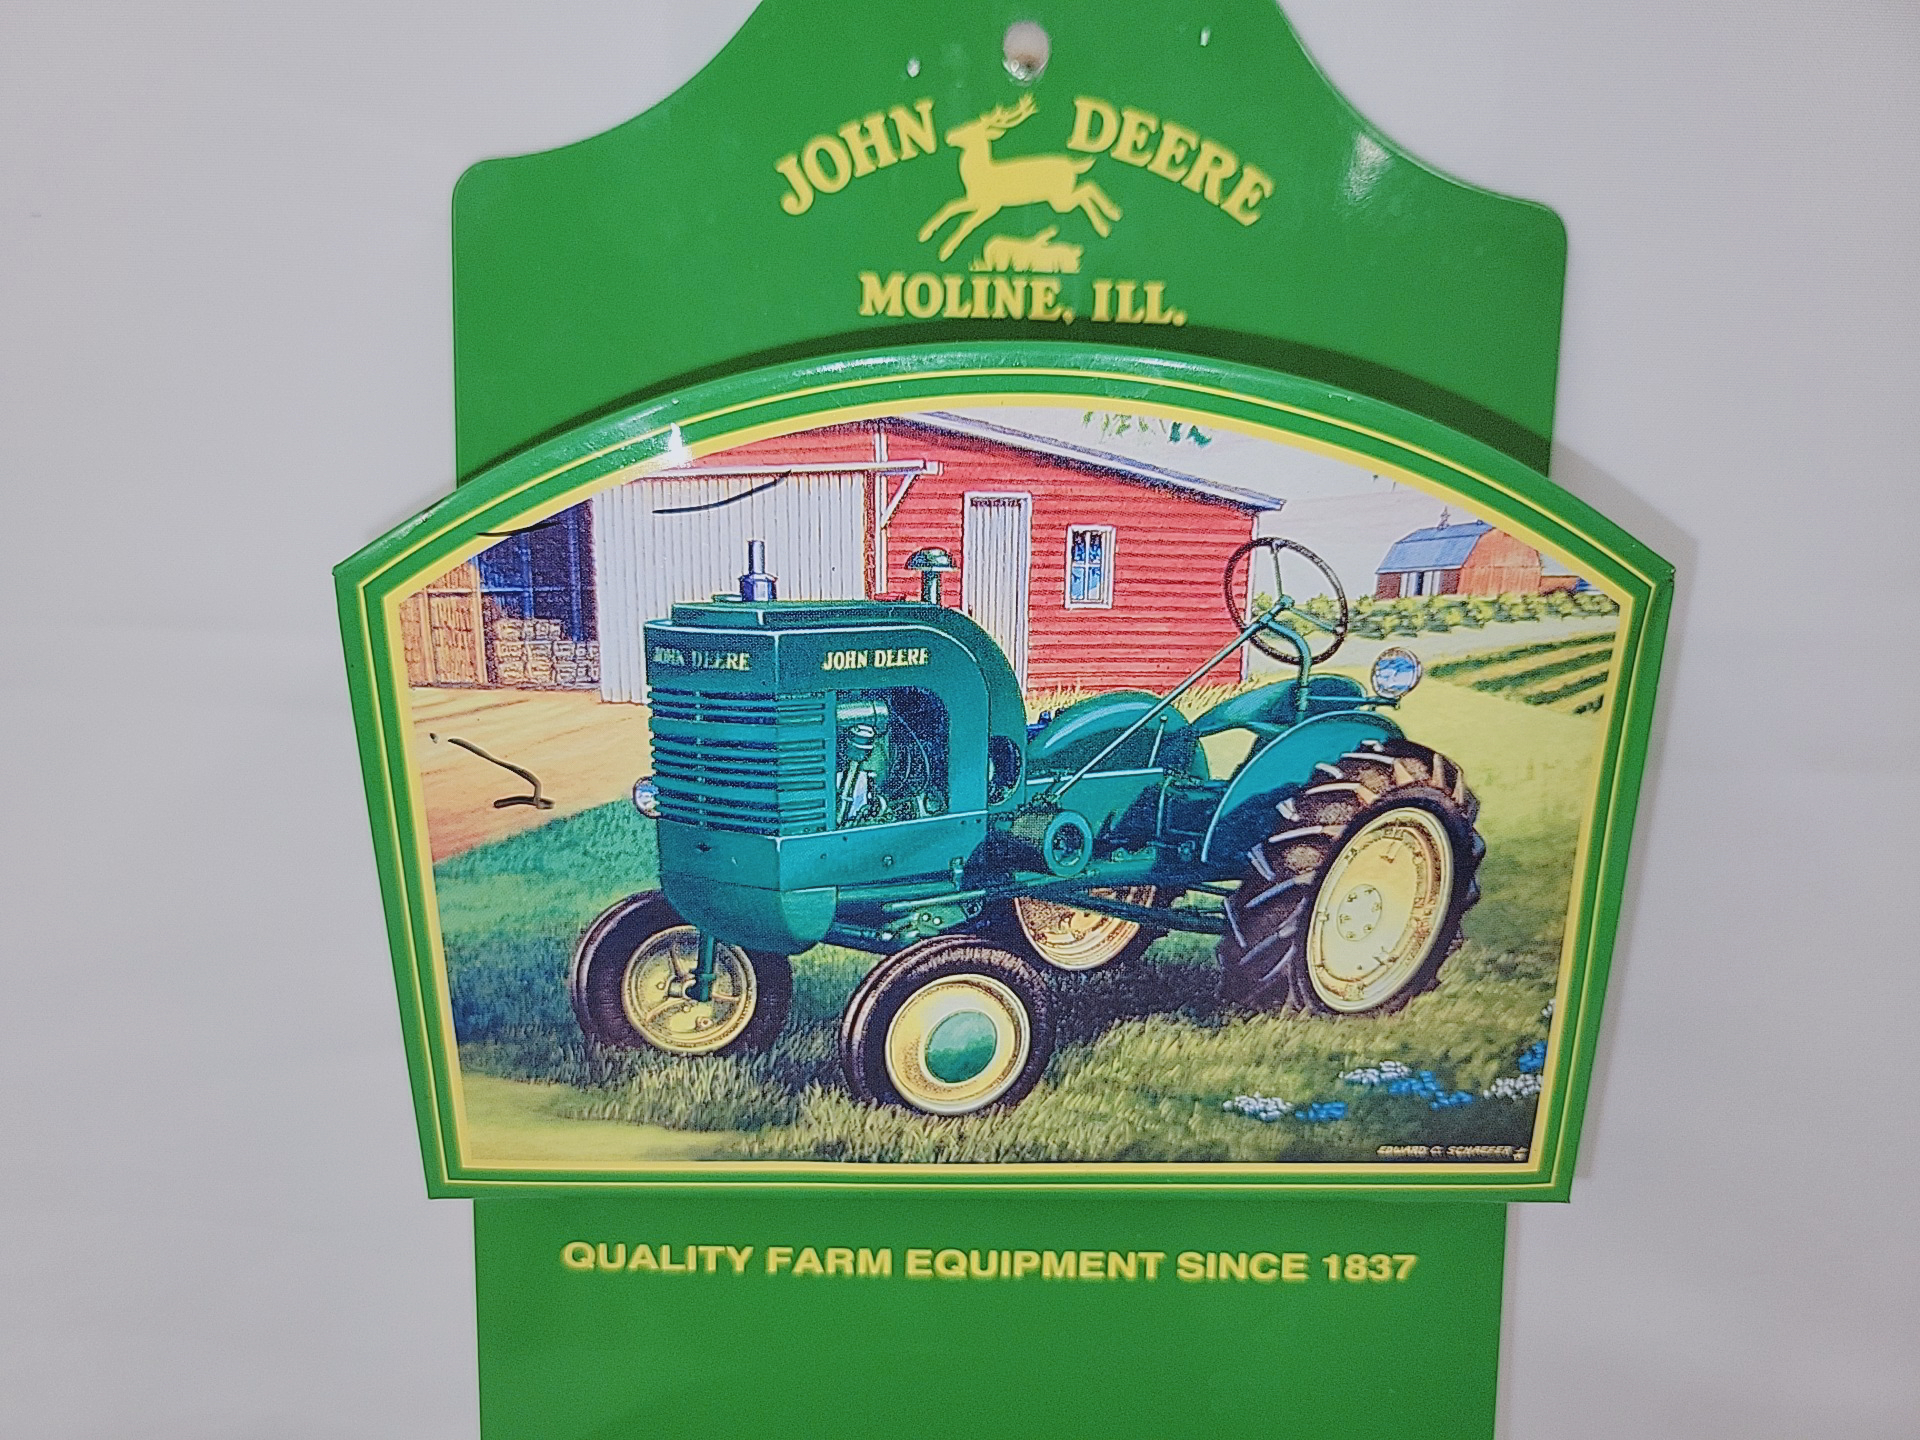 JOHN DEERE
MOLINE, ILL.
JOHN DEERE
JOHN DEERE
EDWARD C. SCHAEFER
QUALITY FARM EQUIPMENT SINCE 1837